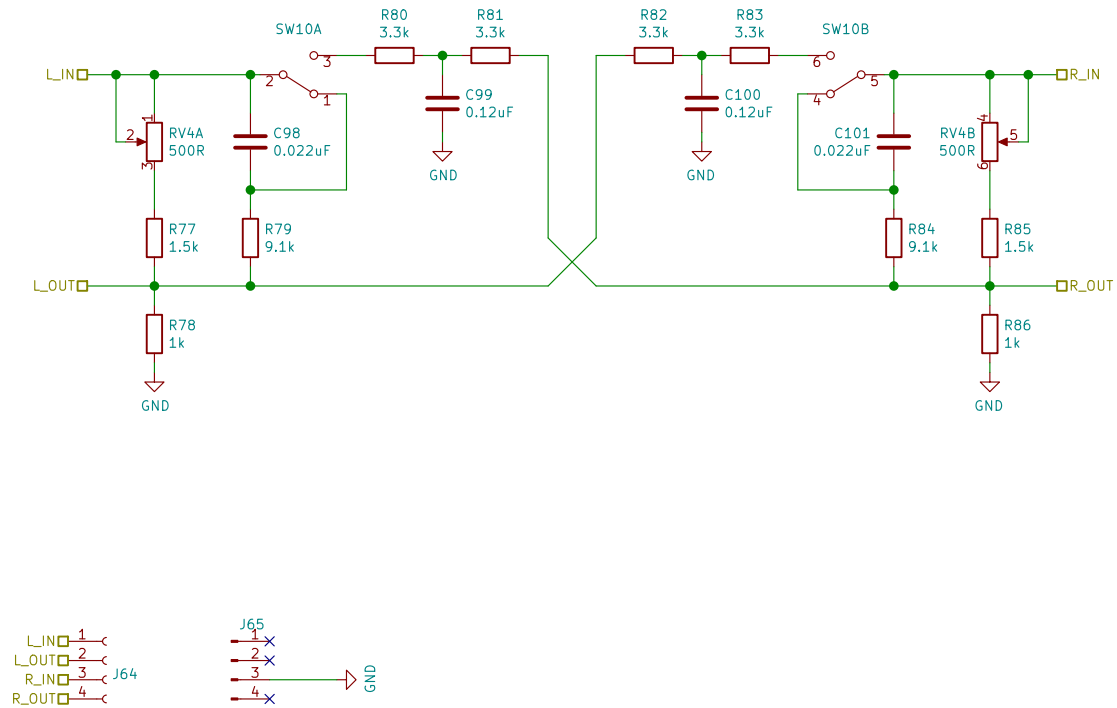 R80
3.3k
R81
3.3k
R82
3.3k
R83
3.3k
SW10A
SW10B
3
6
L_IN
2
1
C99
0.12uF
C100
0.12uF
4
5
R_IN
1
2
3
RV4A
500R
C98
0.022uF
GND
GND
C101
0.022uF
RV4B
500R
4
5
6
R77
1.5k
R79
9.1k
R84
9.1k
R85
1.5k
L_OUT
R_OUT
R78
1k
R86
1k
GND
GND
J65
L_IN 1
L_OUT 2
R_IN 3
R_OUT 4
J64
1
2
3
4
GND